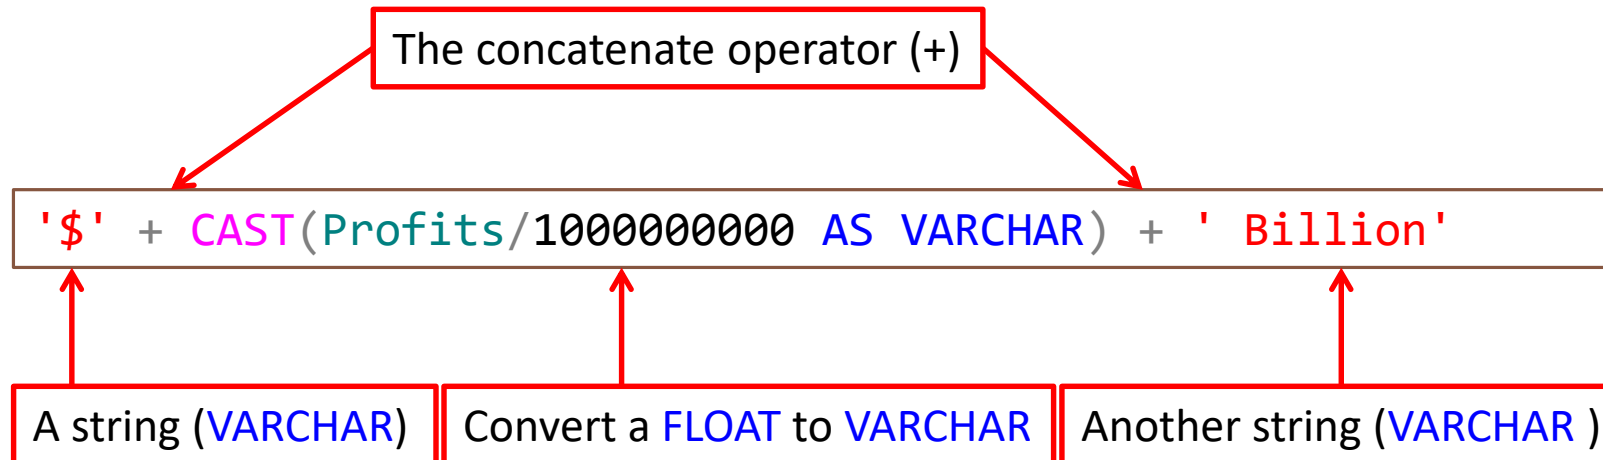 The concatenate operator (+)
'$' + CAST(Profits/1000000000 AS VARCHAR) + ' Billion'
A string (VARCHAR)
Convert a FLOAT to VARCHAR
Another string (VARCHAR )